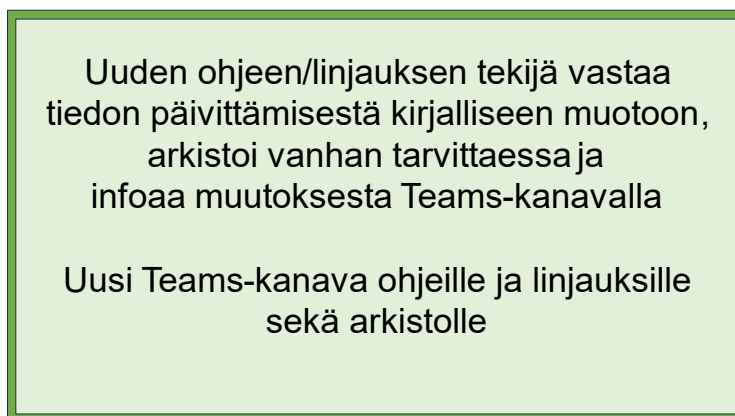 Uuden ohjeen/linjauksen tekijä vastaa
tiedon päivittämisestä kirjalliseen muotoon,
arkistoi vanhan tarvittaessa ja
infoaa muutoksesta Teams-kanavalla
Uusi Teams-kanava ohjeille ja linjauksille
sekä arkistolle